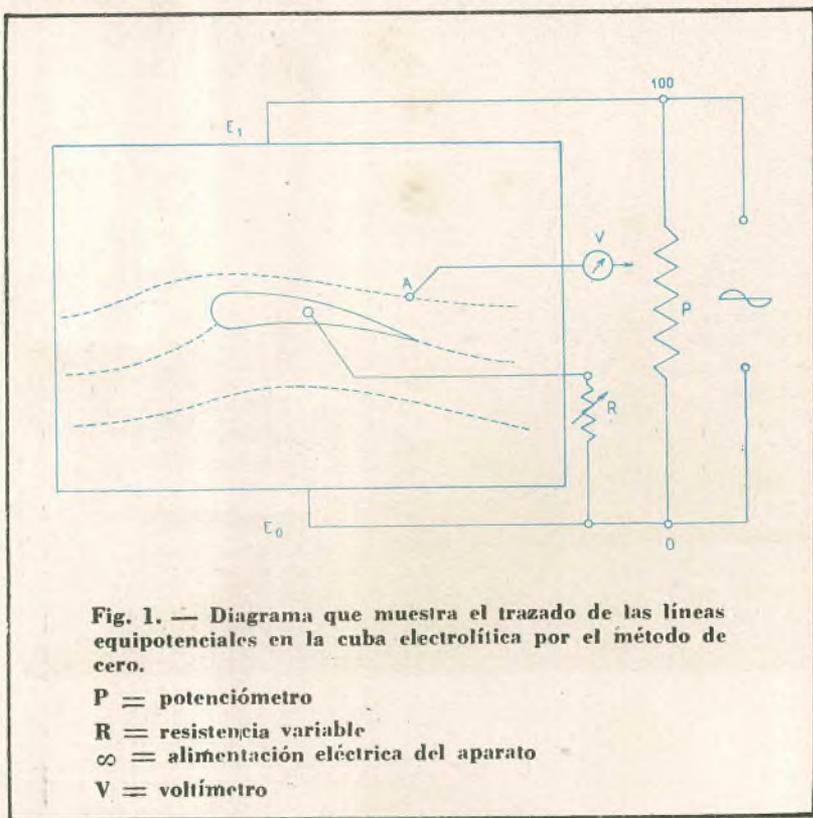 100
E₁
V
A
P
R
E₀
0
Fig. 1. — Diagrama que muestra el trazado de las líneas
equipotenciales en la cuba electrolítica por el método de
cero.
P = potenciómetro
R = resistencia variable
∞ = alimentación eléctrica del aparato
V = voltímetro